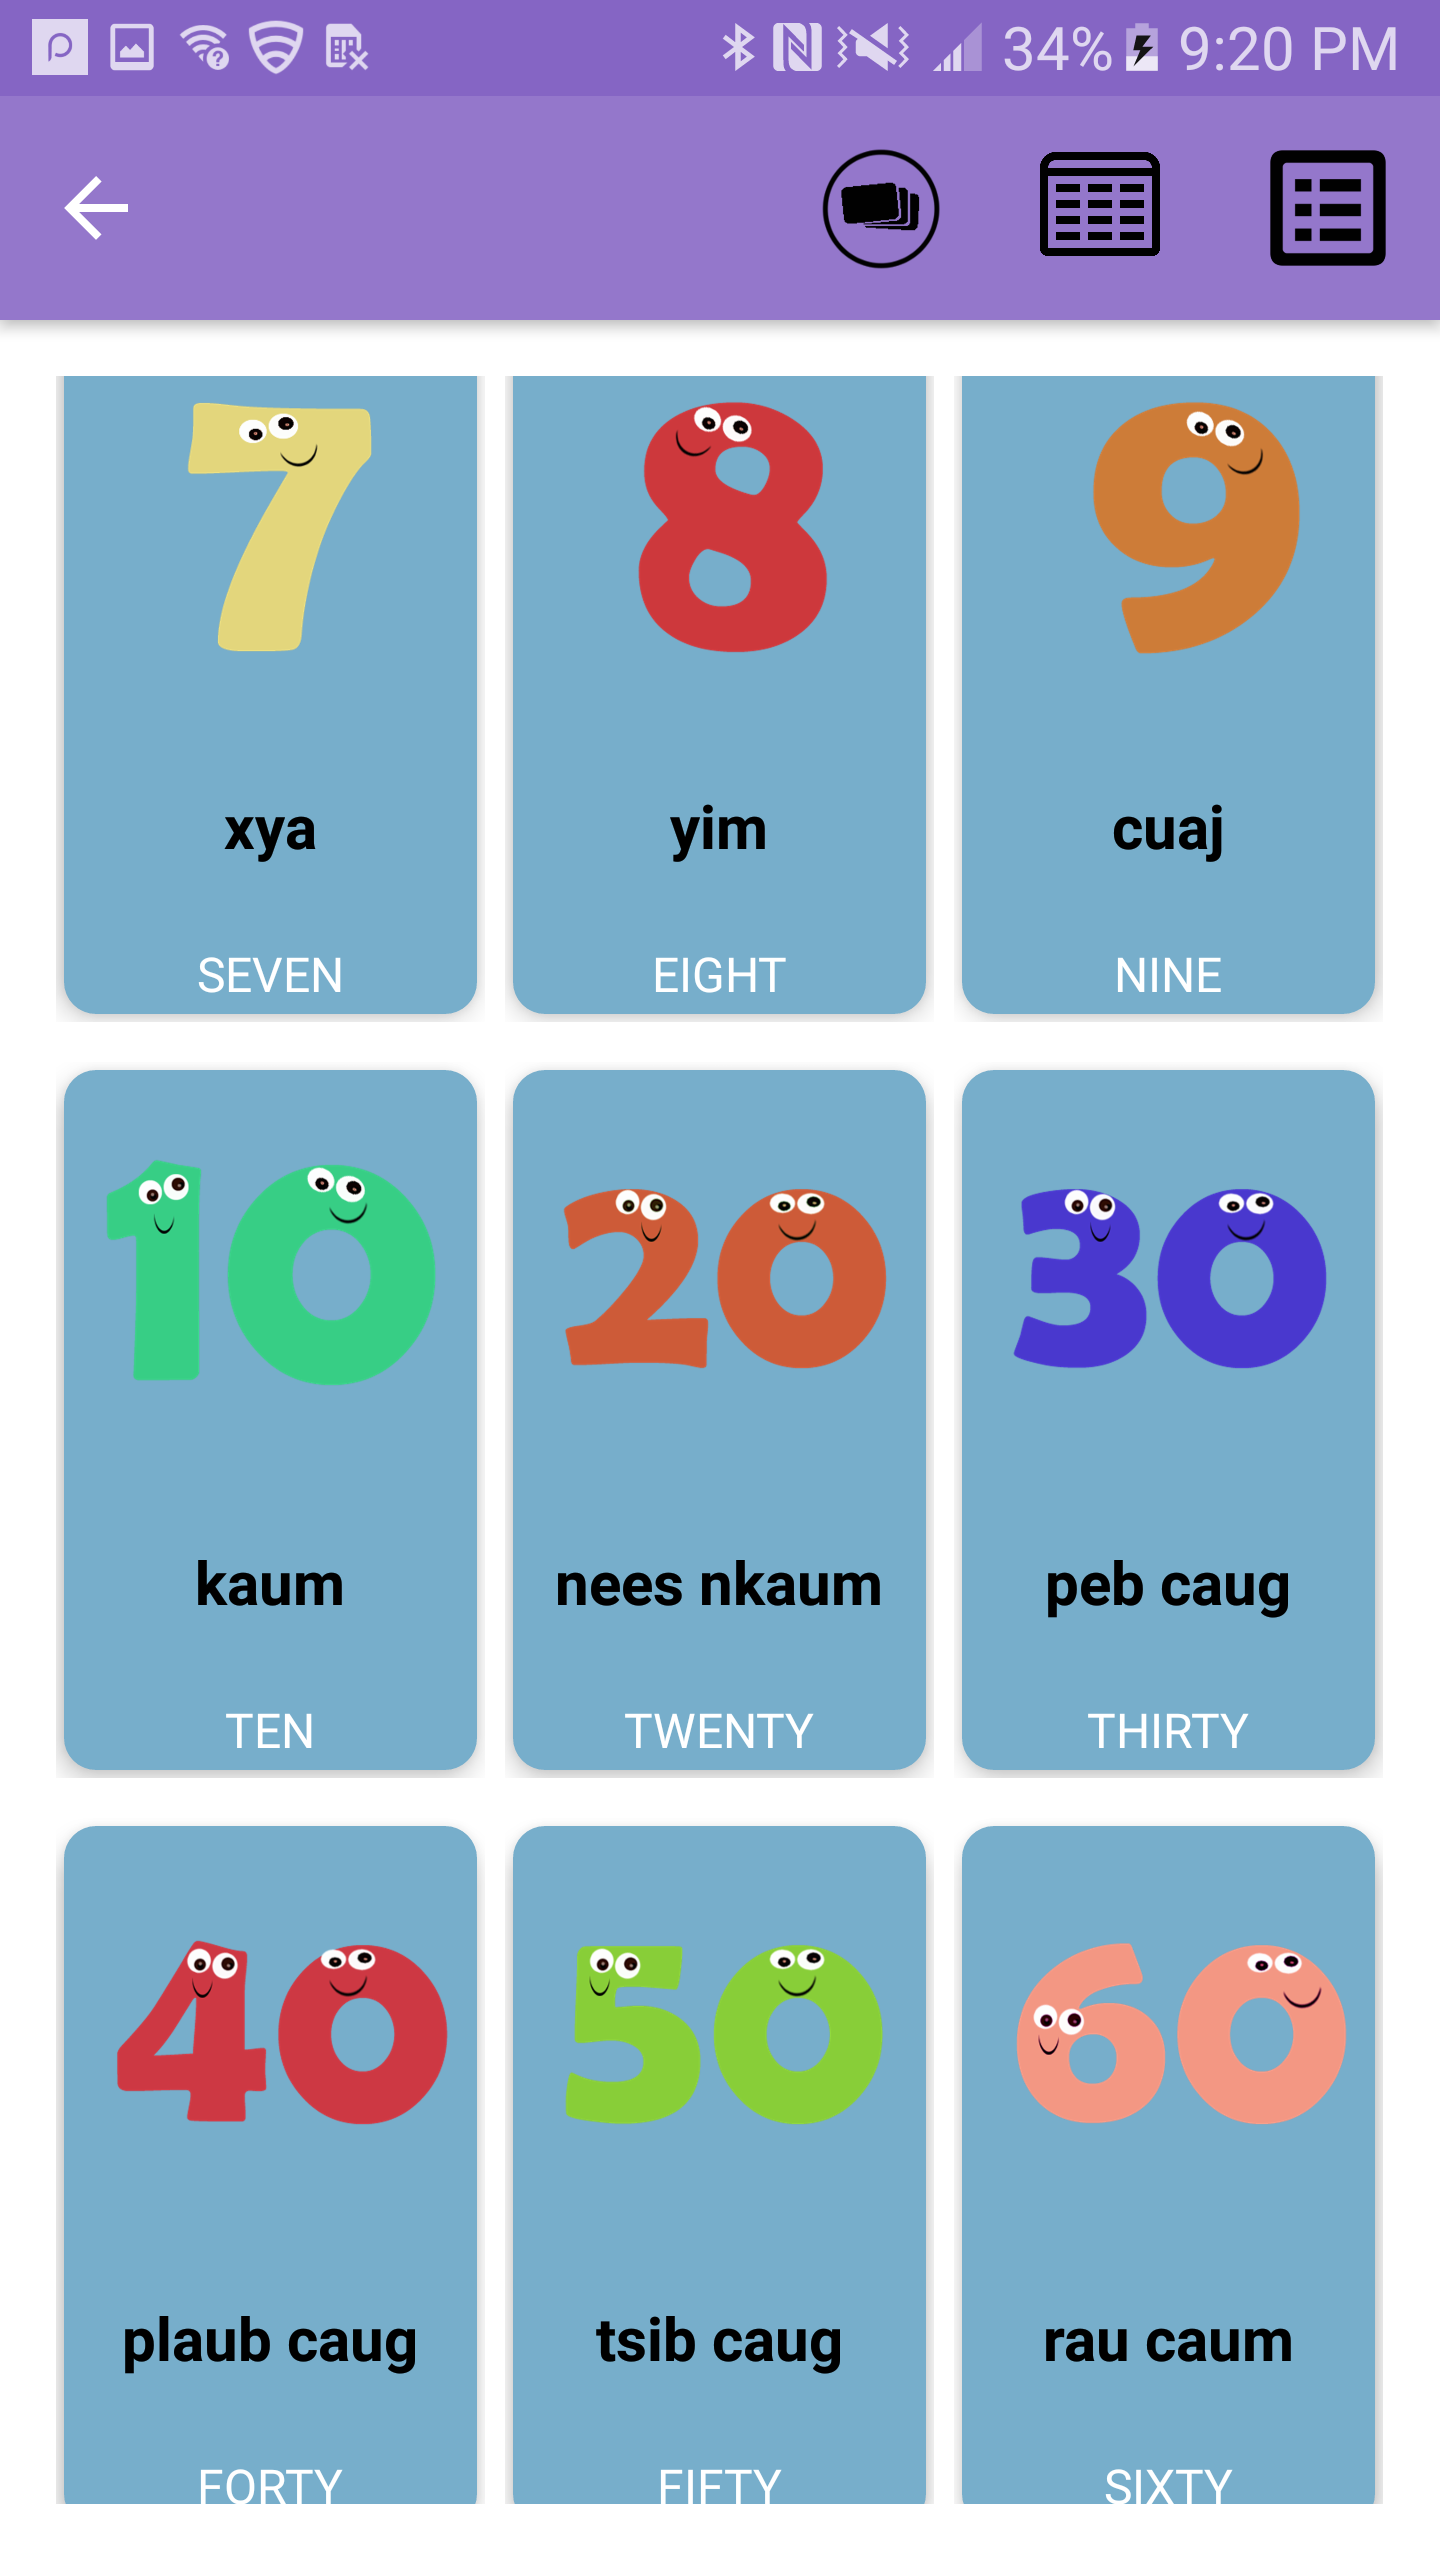 34% 9:20 PM
7 8 9
xya yim cuaj
SEVEN EIGHT NINE
10 20 30
kaum nees nkaum peb caug
TEN TWENTY THIRTY
40 50 60
plaub caug tsib caug rau caum
FORTY FIFTY SIXTY